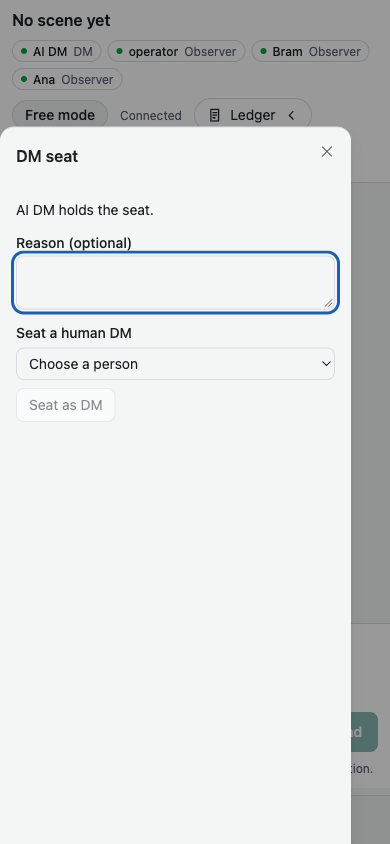 No scene yet
AI DM DM operator Observer Bram Observer
Ana Observer
Free mode Connected Ledger
DM seat
AI DM holds the seat.
Reason (optional)
Seat a human DM
Choose a person
Seat as DM
tion.